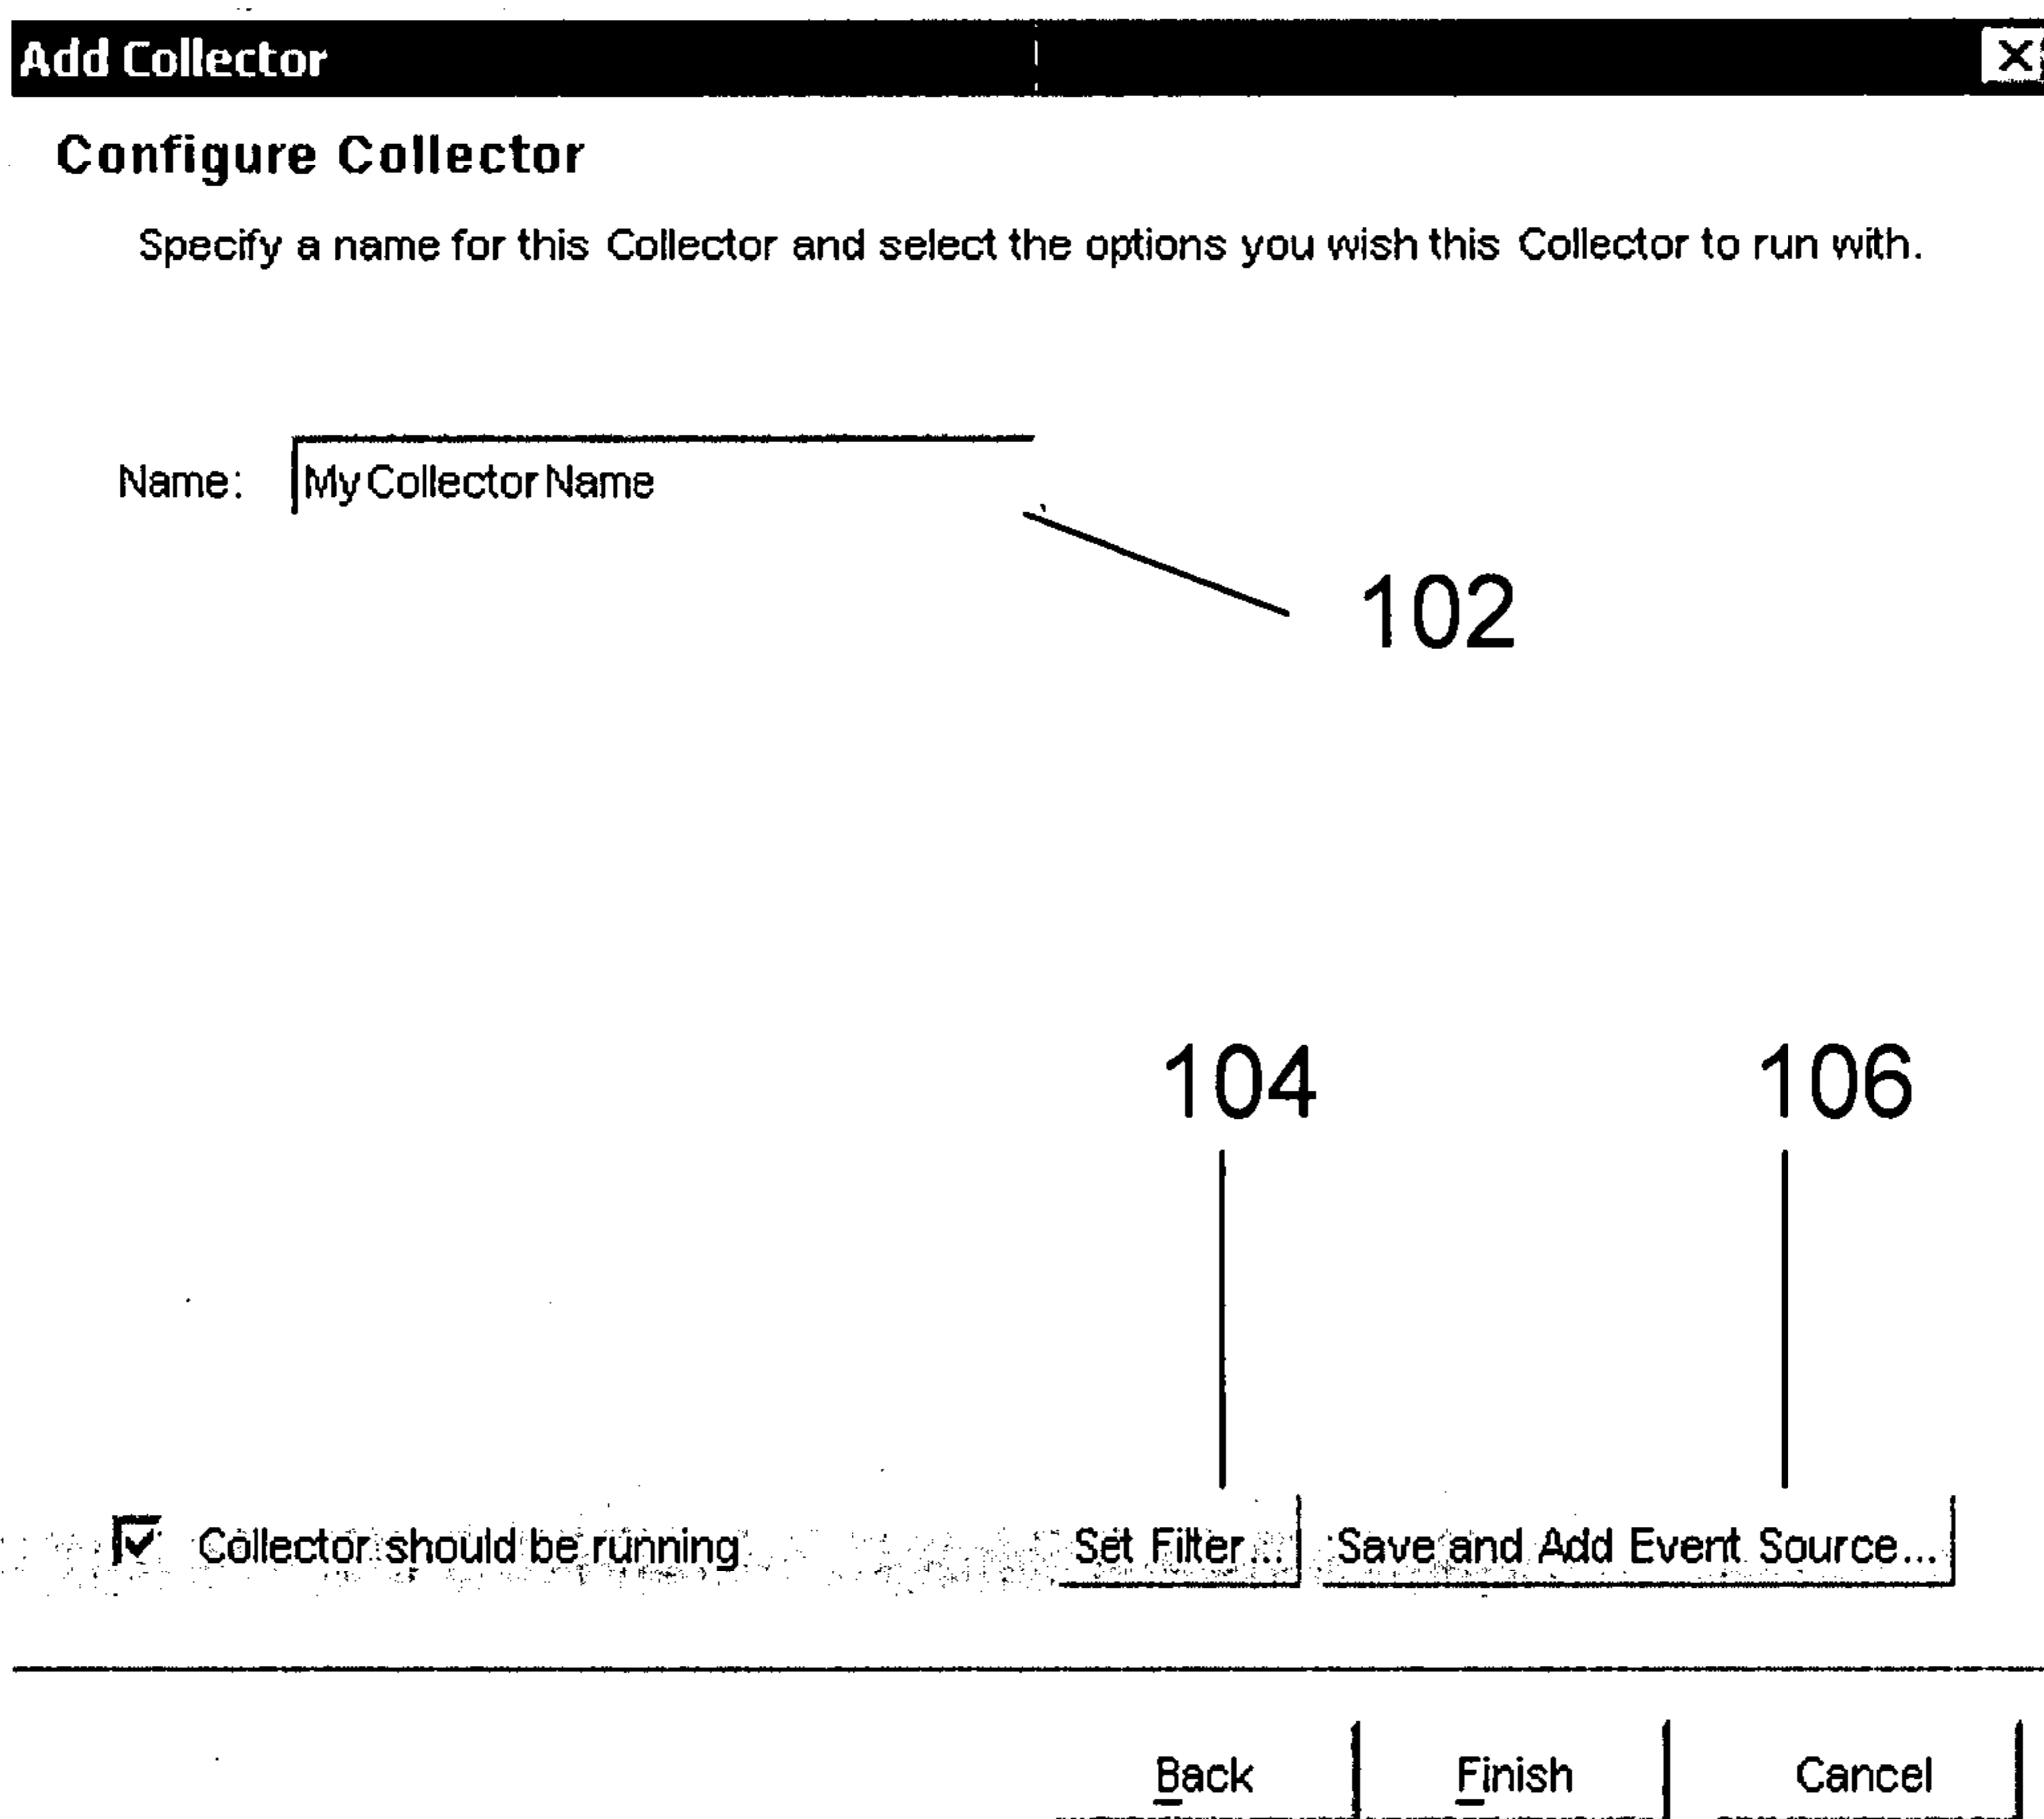 Add Collector
Configure Collector
Specify a name for this Collector and select the options you wish this Collector to run with.
Name: My Collector Name
102
104 106
Collector should be running Set Filter... Save and Add Event Source...
Back Finish Cancel